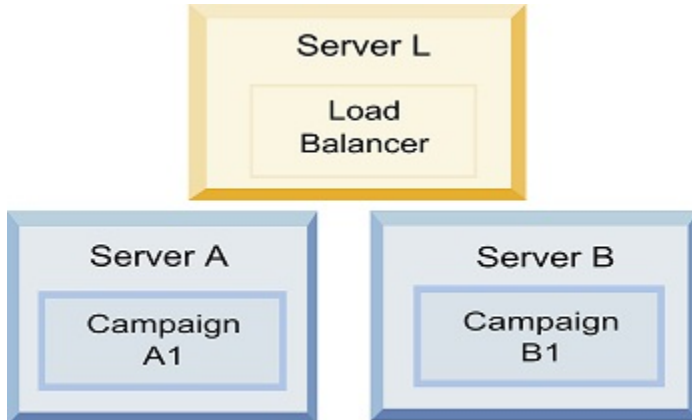 Server L
Load
Balancer
Server A
Campaign
A1
Server B
Campaign
B1